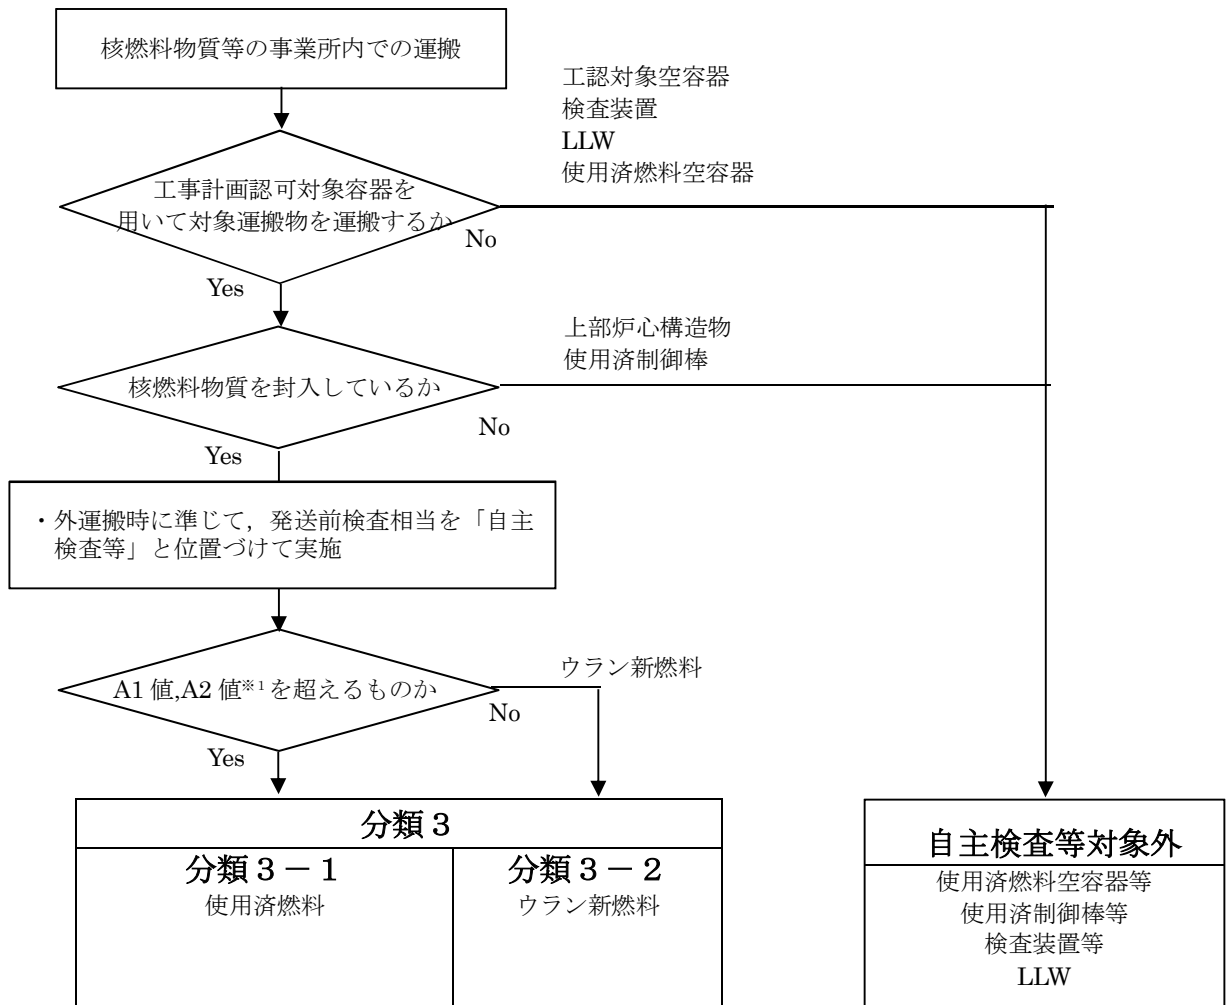 核燃料物質等の事業所内での運搬
工認対象空容器
検査装置
LLW
使用済燃料空容器
工事計画認可対象容器を
用いて対象運搬物を運搬するか
No
Yes
上部炉心構造物
使用済制御棒
核燃料物質を封入しているか
No
Yes
・外運搬時に準じて，発送前検査相当を「自主
検査等」と位置づけて実施
ウラン新燃料
A1 値,A2 値※1を超えるものか
No
Yes
分類３
分類３－１
使用済燃料
分類３－２
ウラン新燃料
自主検査等対象外
使用済燃料空容器等
使用済制御棒等
検査装置等
LLW